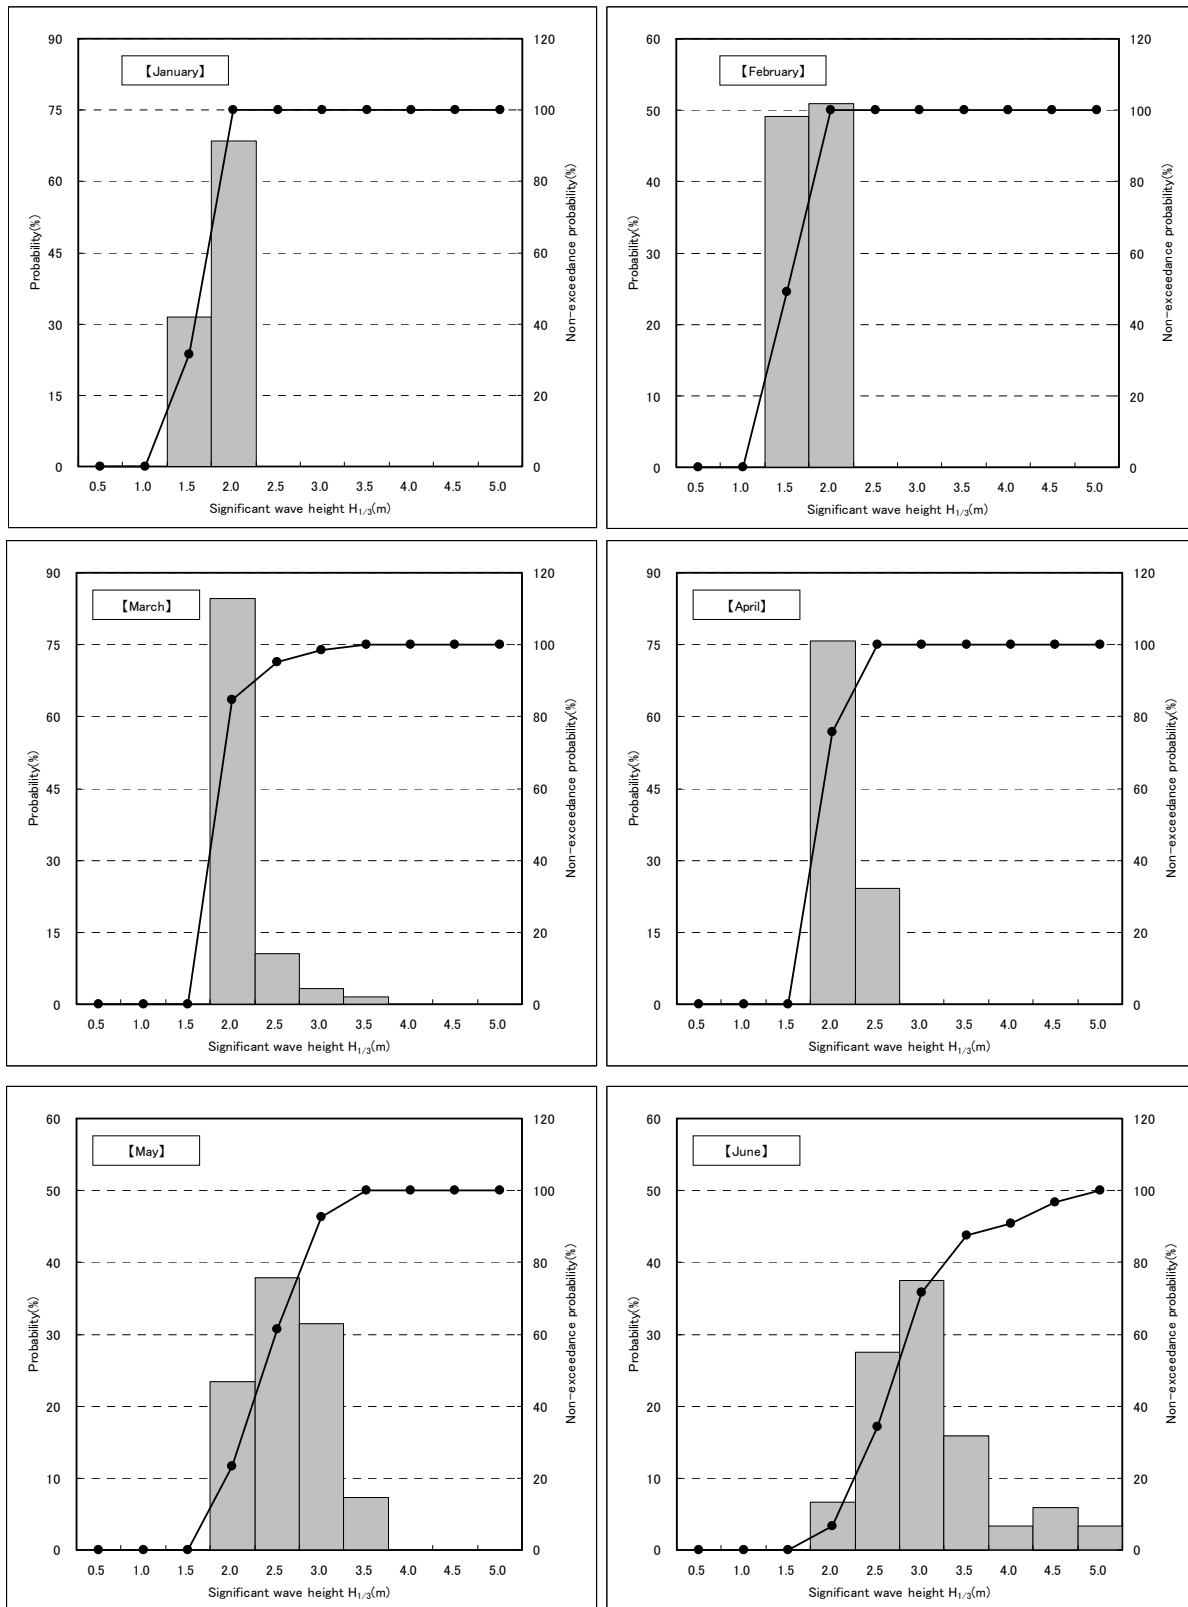 【January】
90
75
60
45
30
15
0
Probability(%)
120
100
80
60
40
20
0
Non-exceedance probability(%)
0.5 1.0 1.5 2.0 2.5 3.0 3.5 4.0 4.5 5.0
Significant wave height H1/3(m)
【February】
60
50
40
30
20
10
0
Probability(%)
120
100
80
60
40
20
0
Non-exceedance probability(%)
0.5 1.0 1.5 2.0 2.5 3.0 3.5 4.0 4.5 5.0
Significant wave height H1/3(m)
【March】
90
75
60
45
30
15
0
Probability(%)
120
100
80
60
40
20
0
Non-exceedance probability(%)
0.5 1.0 1.5 2.0 2.5 3.0 3.5 4.0 4.5 5.0
Significant wave height H1/3(m)
【April】
90
75
60
45
30
15
0
Probability(%)
120
100
80
60
40
20
0
Non-exceedance probability(%)
0.5 1.0 1.5 2.0 2.5 3.0 3.5 4.0 4.5 5.0
Significant wave height H1/3(m)
【May】
60
50
40
30
20
10
0
Probability(%)
120
100
80
60
40
20
0
Non-exceedance probability(%)
0.5 1.0 1.5 2.0 2.5 3.0 3.5 4.0 4.5 5.0
Significant wave height H1/3(m)
【June】
60
50
40
30
20
10
0
Probability(%)
120
100
80
60
40
20
0
Non-exceedance probability(%)
0.5 1.0 1.5 2.0 2.5 3.0 3.5 4.0 4.5 5.0
Significant wave height H1/3(m)